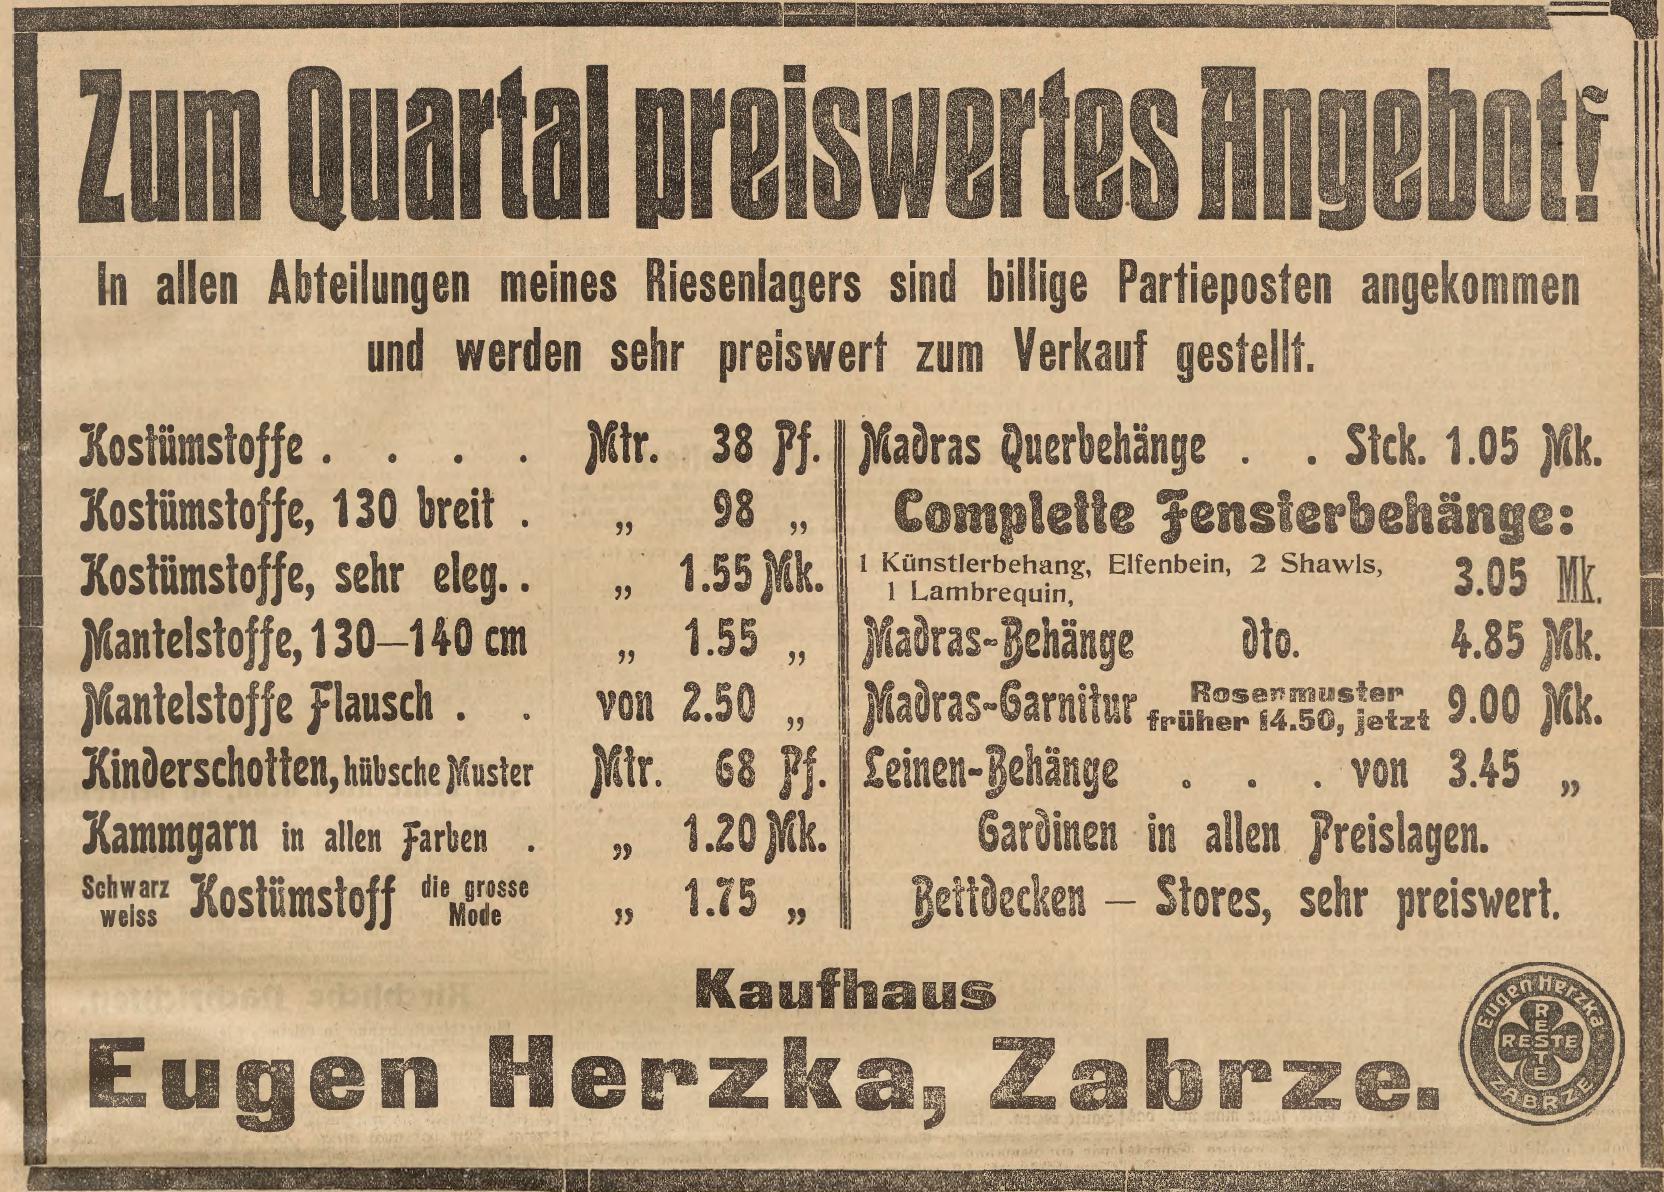 Zum Quartal preiswertes Angebot!
In allen Abteilungen meines Riesenlagers sind billige Partieposten angekommen
und werden sehr preiswert zum Verkauf gestellt.
Kostümstoffe . . . . Mtr. 38 Pf.
Kostümstoffe, 130 breit . „ 98 „
Kostümstoffe, sehr eleg. . „ 1.55 Mk.
Mantelstoffe, 130—140 cm „ 1.55 „
Mantelstoffe Flausch . . von 2.50 „
Kinderschotten, hübsche Muster Mtr. 68 Pf.
Kammgarn in allen Farben . „ 1.20 Mk.
Schwarz weiss Kostümstoff die grosse Mode „ 1.75 „
Madras Querbehänge . . Stck. 1.05 Mk.
Complette Fensterbehänge:
1 Künstlerbehang, Elfenbein, 2 Shawls,
1 Lambrequin, 3.05 Mk.
Madras-Behänge dto. 4.85 Mk.
Madras-Garnitur Rosenmuster früher 14.50, jetzt 9.00 Mk.
Leinen-Behänge . . . von 3.45 „
Gardinen in allen Preislagen.
Bettdecken — Stores, sehr preiswert.
Kaufhaus
Eugen Herzka, Zabrze.
Eugen Herzka
RESTE
RESTE
ZABRZE